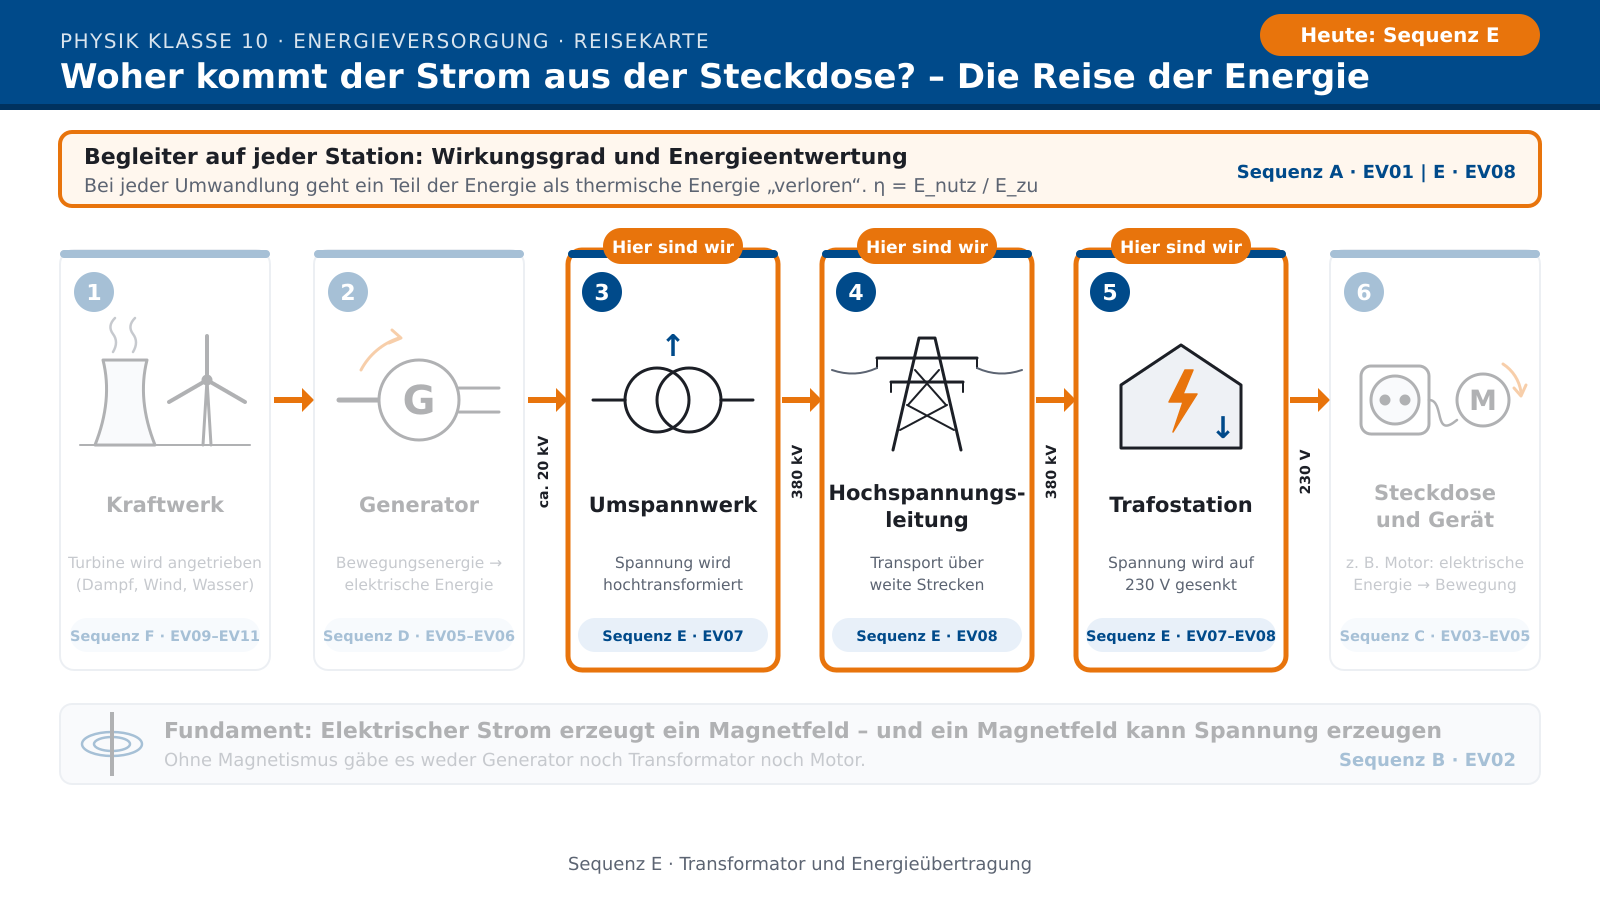 PHYSIK KLASSE 10 · ENERGIEVERSORGUNG · REISEKARTE
Heute: Sequenz E
Woher kommt der Strom aus der Steckdose? – Die Reise der Energie
Begleiter auf jeder Station: Wirkungsgrad und Energieentwertung
Bei jeder Umwandlung geht ein Teil der Energie als thermische Energie „verloren“. η = E_nutz / E_zu
Sequenz A · EV01 | E · EV08
1
Kraftwerk
Turbine wird angetrieben
(Dampf, Wind, Wasser)
Sequenz F · EV09–EV11
2
G
Generator
Bewegungsenergie →
elektrische Energie
Sequenz D · EV05–EV06
ca. 20 kV
Hier sind wir
3
↑
Umspannwerk
Spannung wird
hochtransformiert
Sequenz E · EV07
380 kV
Hier sind wir
4
Hochspannungs-
leitung
Transport über
weite Strecken
Sequenz E · EV08
380 kV
Hier sind wir
5
↓
Trafostation
Spannung wird auf
230 V gesenkt
Sequenz E · EV07–EV08
230 V
6
M
Steckdose
und Gerät
z. B. Motor: elektrische
Energie → Bewegung
Sequenz C · EV03–EV05
Fundament: Elektrischer Strom erzeugt ein Magnetfeld – und ein Magnetfeld kann Spannung erzeugen
Ohne Magnetismus gäbe es weder Generator noch Transformator noch Motor.
Sequenz B · EV02
Sequenz E · Transformator und Energieübertragung